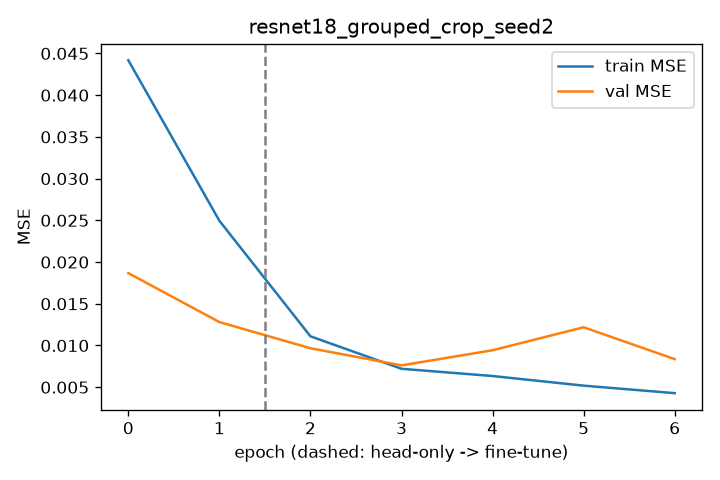 resnet18_grouped_crop_seed2
train MSE
val MSE
MSE
0.045
0.040
0.035
0.030
0.025
0.020
0.015
0.010
0.005
0 1 2 3 4 5 6
epoch (dashed: head-only -> fine-tune)